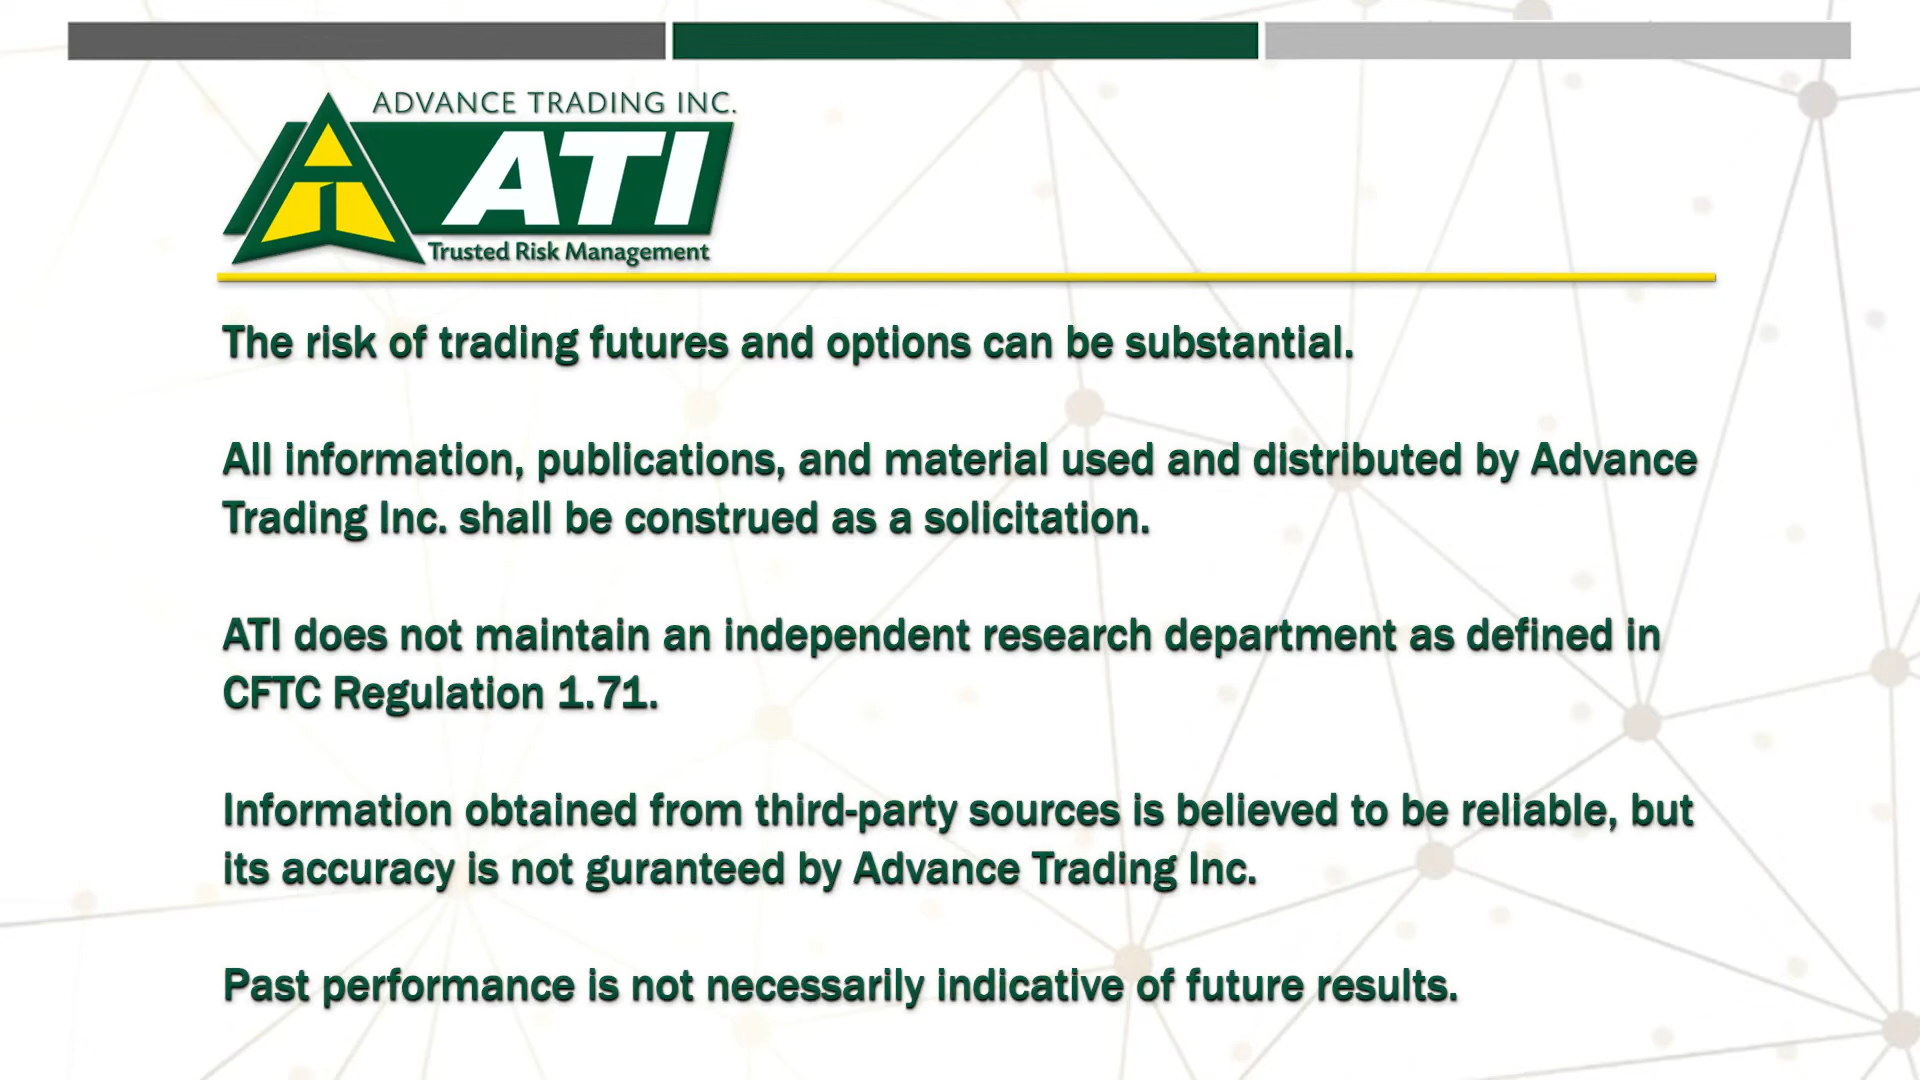 ADVANCE TRADING INC.
ATI
Trusted Risk Management
The risk of trading futures and options can be substantial.
All information, publications, and material used and distributed by Advance
Trading Inc. shall be construed as a solicitation.
ATI does not maintain an independent research department as defined in
CFTC Regulation 1.71.
Information obtained from third-party sources is believed to be reliable, but
its accuracy is not guranteed by Advance Trading Inc.
Past performance is not necessarily indicative of future results.